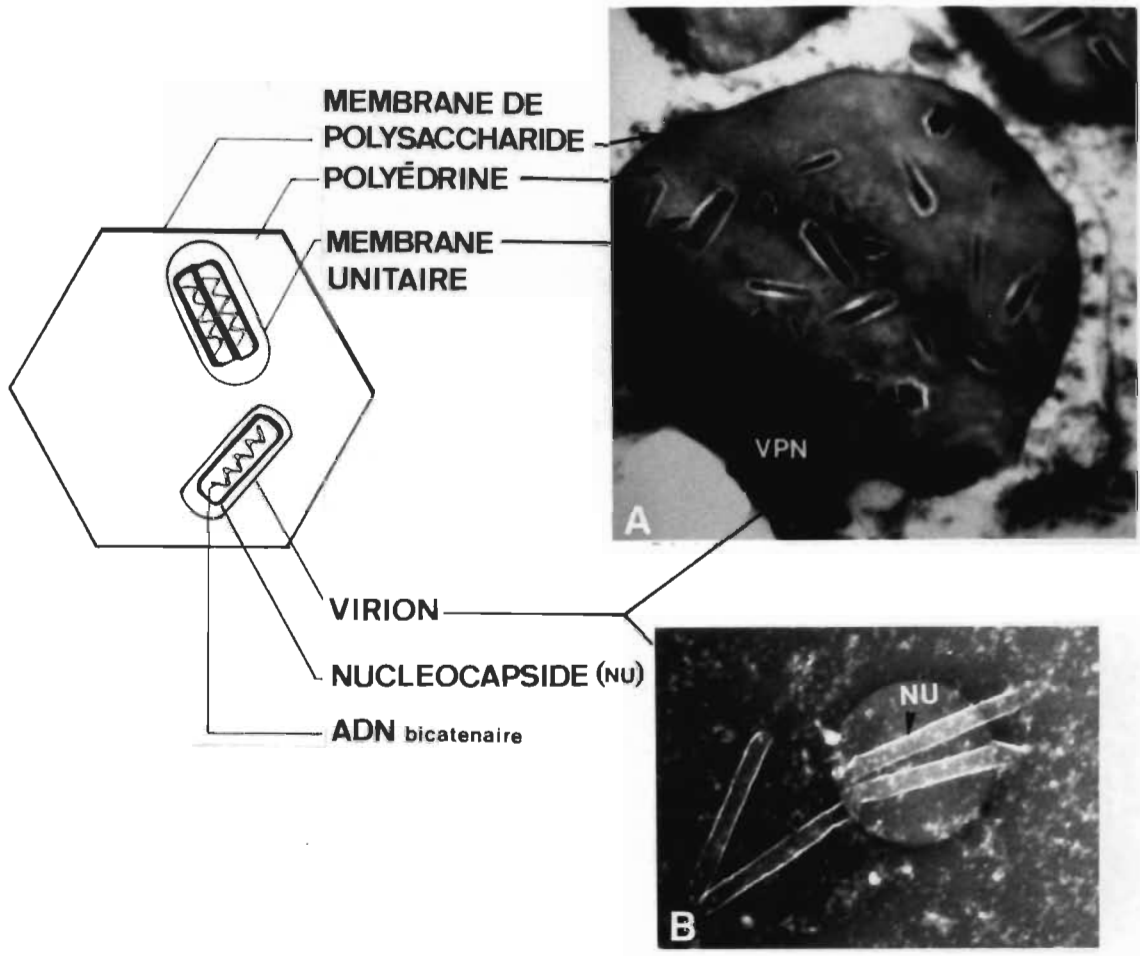 MEMBRANE DE
POLYSACCHARIDE
POLYÉDRINE
MEMBRANE
UNITAIRE
VPN
A
VIRION
NUCLEOCAPSIDE (NU)
ADN bicatenaire
NU
B